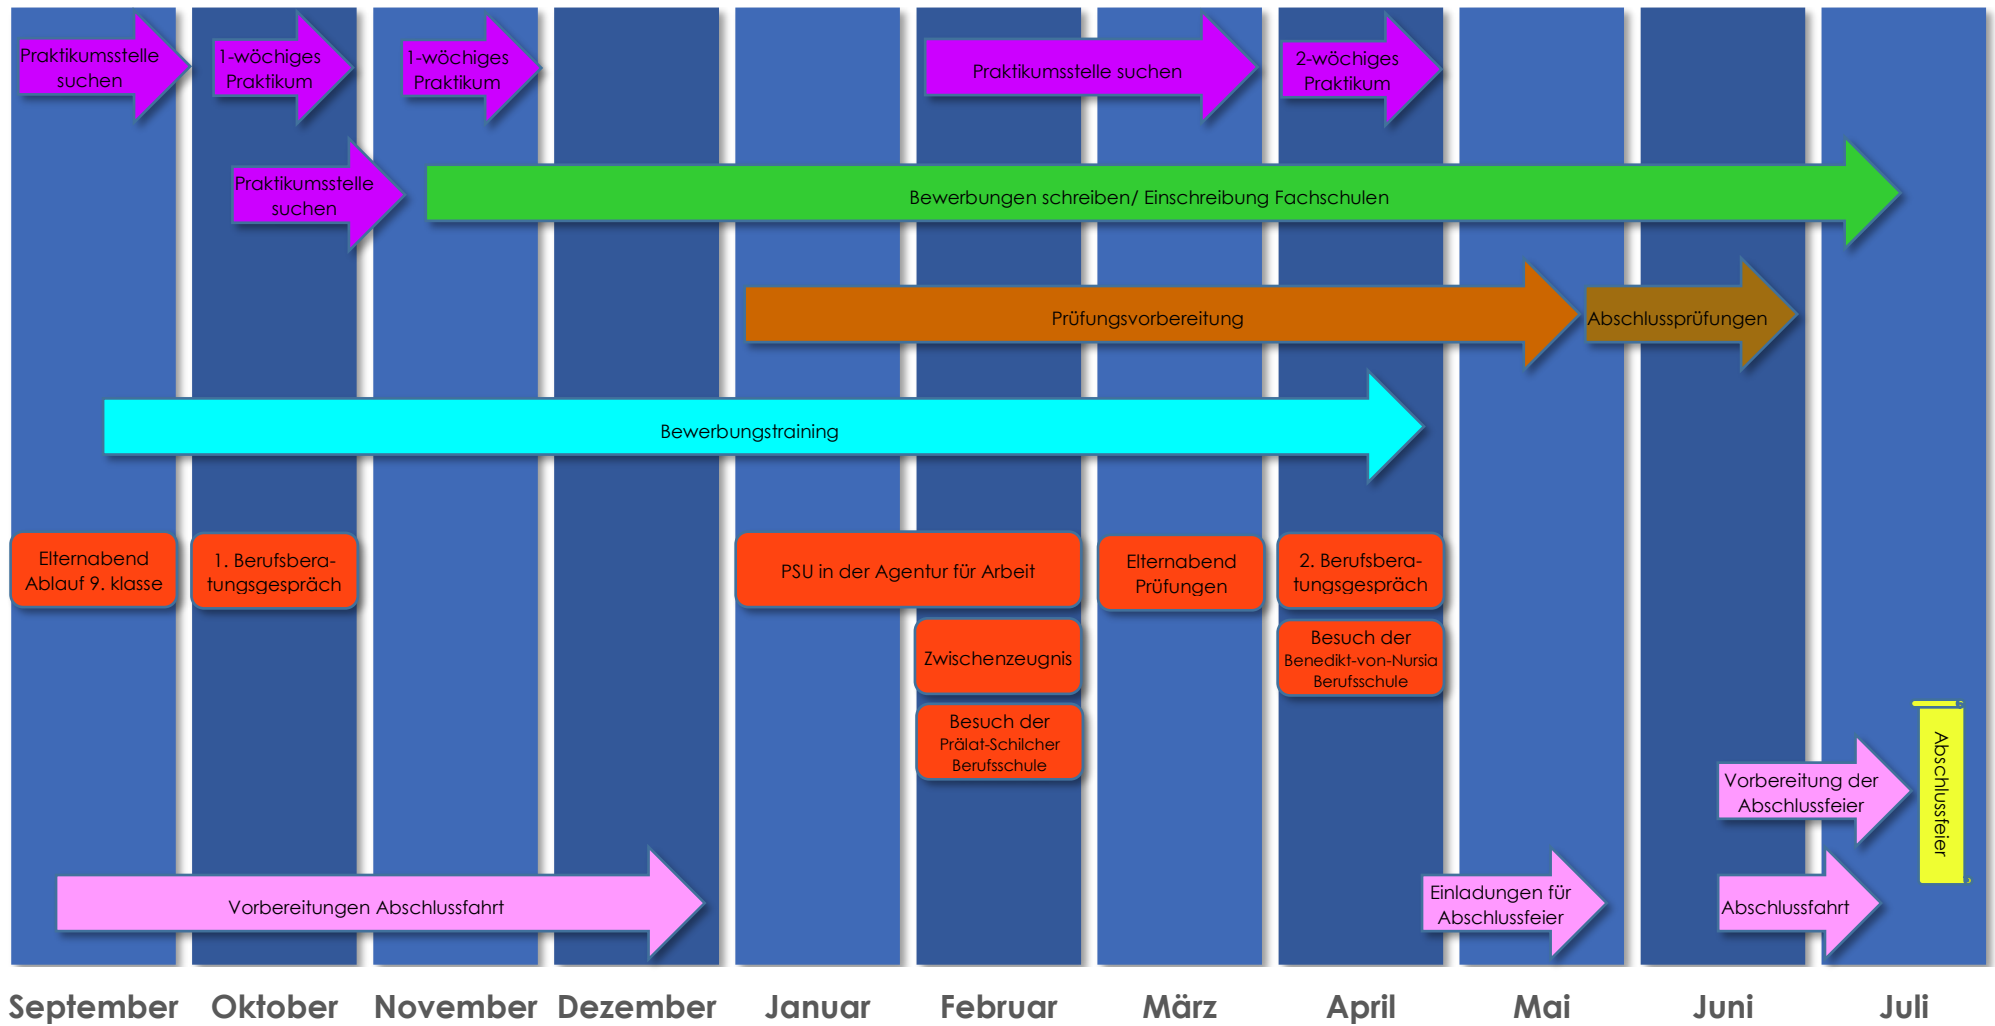 Praktikumsstelle
suchen
1-wöchiges
Praktikum
1-wöchiges
Praktikum
Praktikumsstelle suchen
2-wöchiges
Praktikum
Praktikumsstelle
suchen
Bewerbungen schreiben/ Einschreibung Fachschulen
Prüfungsvorbereitung
Abschlussprüfungen
Bewerbungstraining
Elternabend
Ablauf 9. klasse
1. Berufsbera-
tungsgespräch
PSU in der Agentur für Arbeit
Elternabend
Prüfungen
2. Berufsbera-
tungsgespräch
Zwischenzeugnis
Besuch der
Benedikt-von-Nursia
Berufsschule
Besuch der
Prälat-Schilcher
Berufsschule
Vorbereitung der
Abschlussfeier
Abschlussfeier
Vorbereitungen Abschlussfahrt
Einladungen für
Abschlussfeier
Abschlussfahrt
September Oktober November Dezember Januar Februar März April Mai Juni Juli